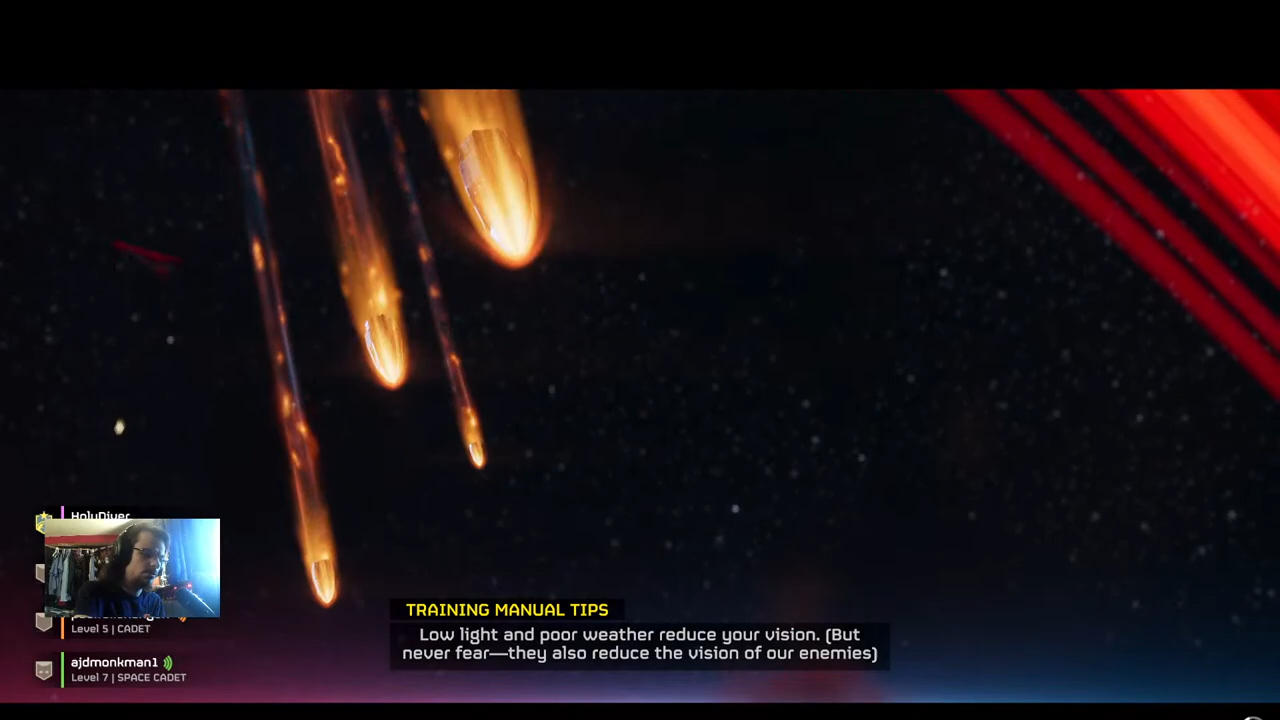 HolyDiver
Level 5 | CADET
ajdmonkman1
Level 7 | SPACE CADET
TRAINING MANUAL TIPS
Low light and poor weather reduce your vision. (But
never fear—they also reduce the vision of our enemies)